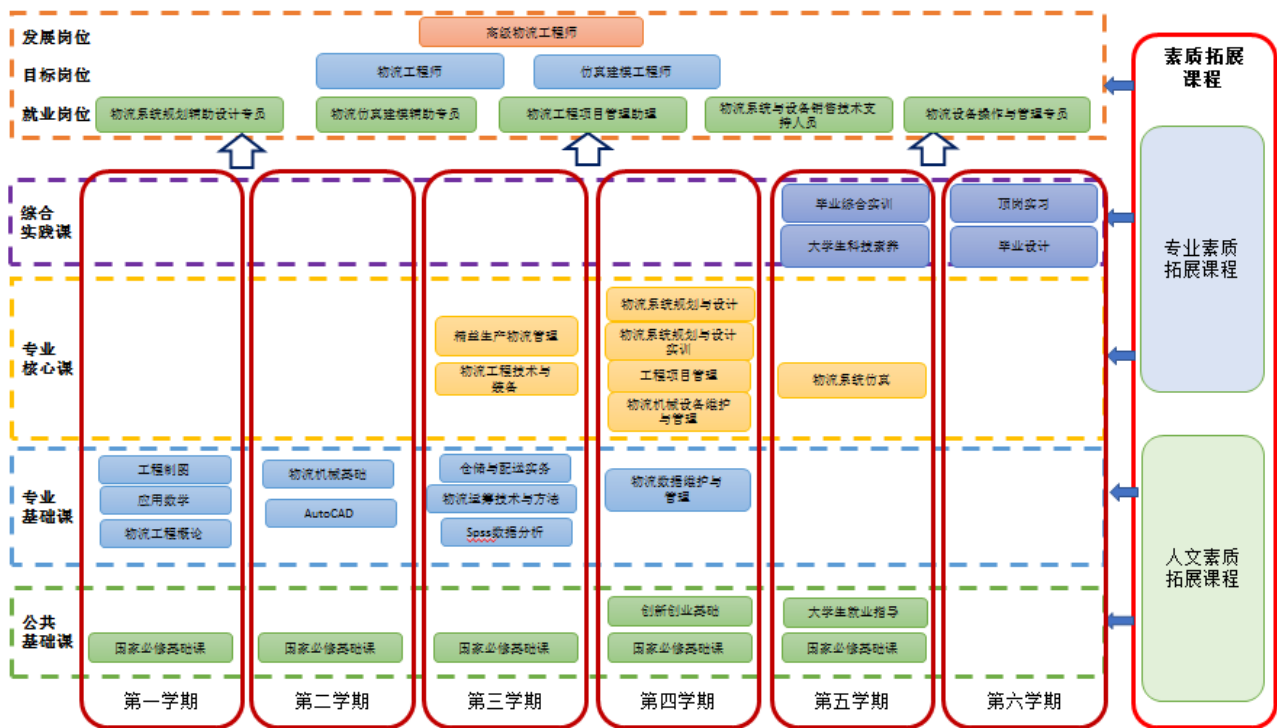 发展岗位
高级物流工程师
目标岗位
物流工程师
仿真建模工程师
就业岗位
物流系统规划辅助设计专员
物流仿真建模辅助专员
物流工程项目管理助理
物流系统与设备销售技术支
持人员
物流设备操作与管理专员
素质拓展
课程
专业素质
拓展课程
人文素质
拓展课程
综合
实践课
毕业综合实训
顶岗实习
大学生科技素养
毕业设计
专业
核心课
精益生产物流管理
物流工程技术与
装备
物流系统规划与设计
物流系统规划与设计
实训
工程项目管理
物流机械设备维护
与管理
物流系统仿真
专业
基础课
工程制图
应用数学
物流工程概论
物流机械基础
AutoCAD
仓储与配送实务
物流运筹技术与方法
Spss数据分析
物流数据维护与
管理
公共
基础课
国家必修基础课
国家必修基础课
国家必修基础课
创新创业基础
国家必修基础课
大学生就业指导
国家必修基础课
第一学期
第二学期
第三学期
第四学期
第五学期
第六学期